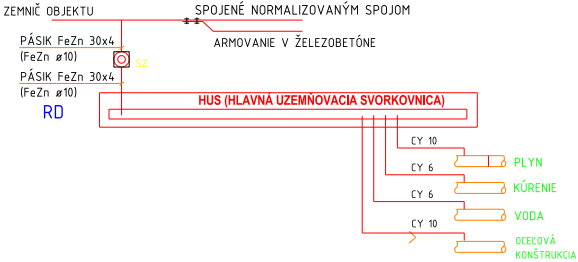 ZEMNIČ OBJEKTU
SPOJENÉ NORMALIZOVANÝM SPOJOM
ARMOVANIE V ŽELEZOBETÓNE
PÁSIK FeZn 30x4
(FeZn ø10)
SZ
PÁSIK FeZn 30x4
(FeZn ø10)
RD
HUS (HLAVNÁ UZEMŇOVACIA SVORKOVNICA)
CY 10
PLYN
CY 6
KÚRENIE
CY 6
VODA
CY 10
OCEĽOVÁ
KONŠTRUKCIA